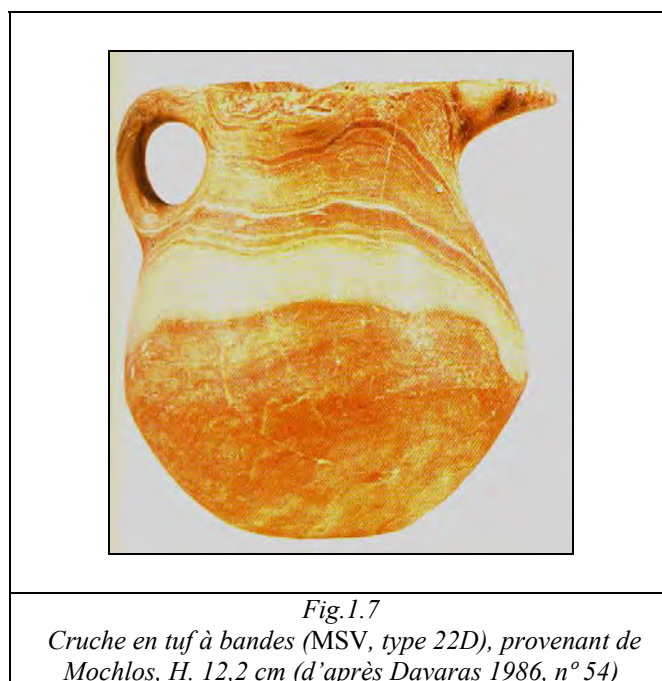 Fig.1.7
Cruche en tuf à bandes (MSV, type 22D), provenant de
Mochlos, H. 12,2 cm (d’après Davaras 1986, nº 54)